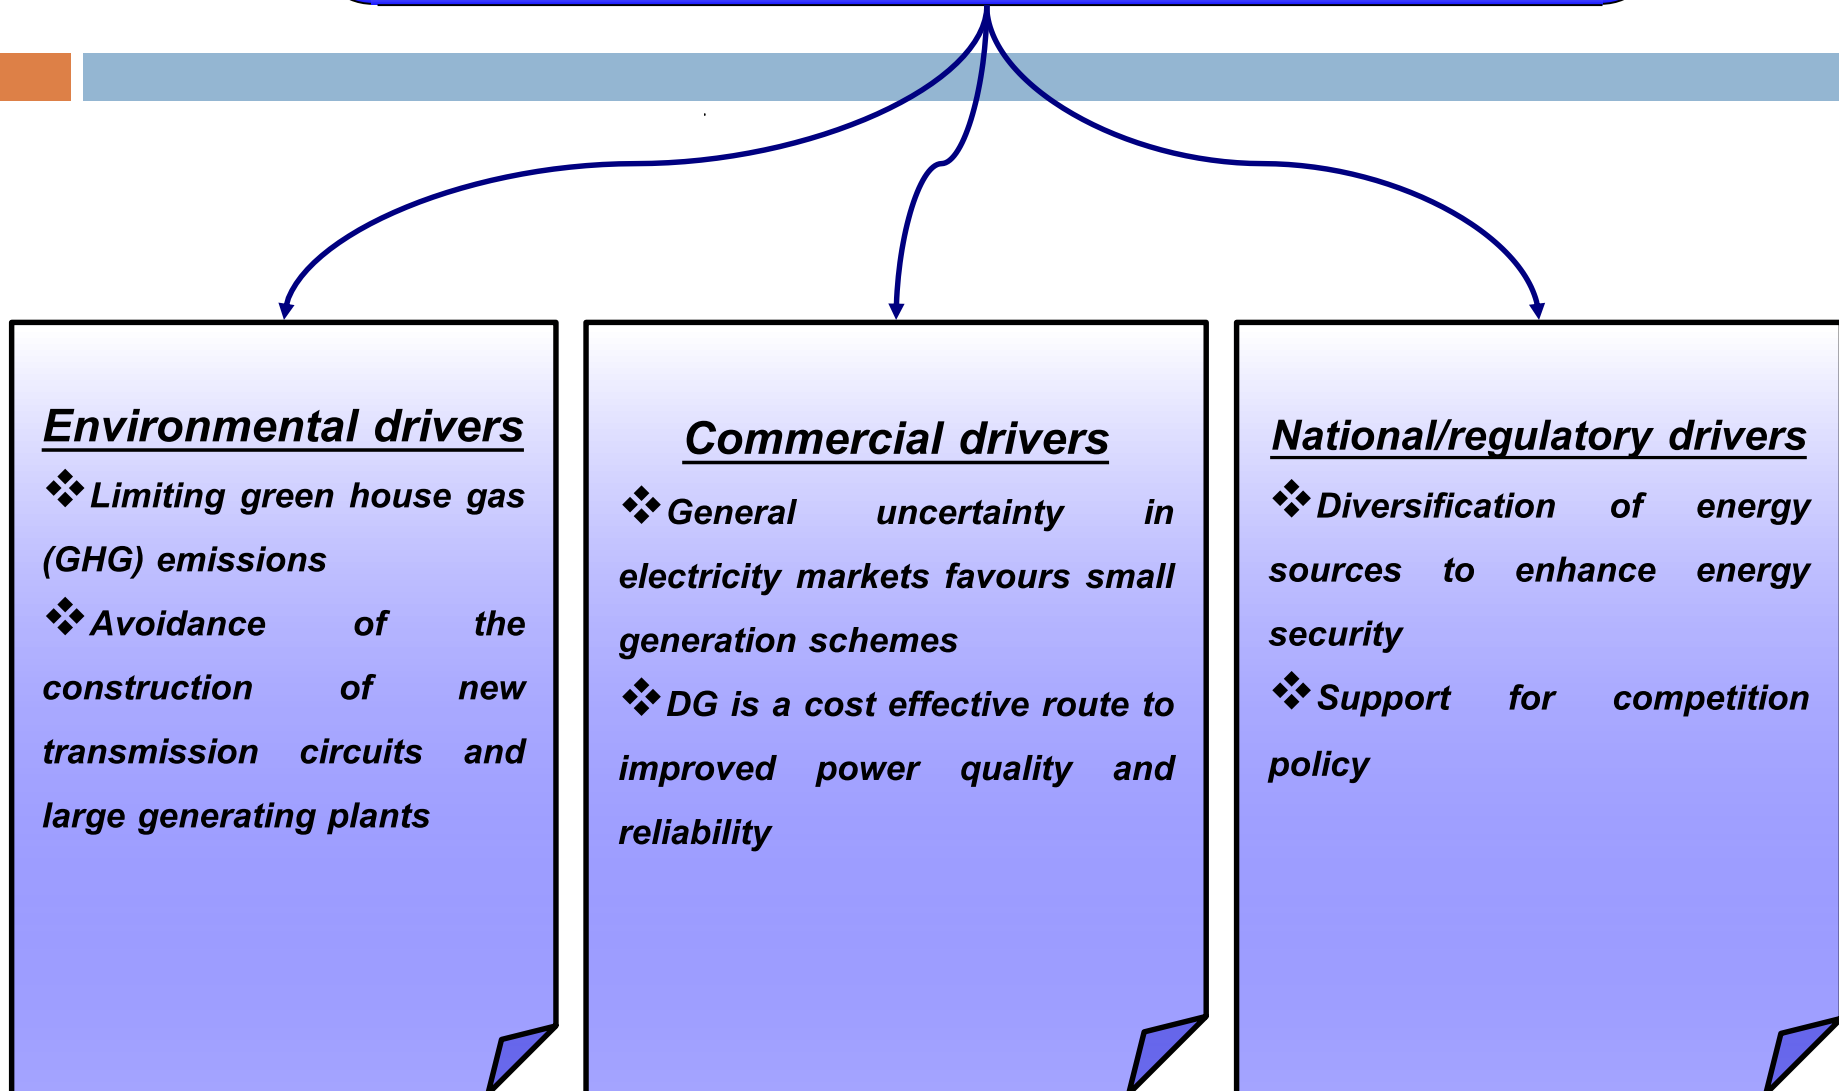 Environmental drivers
❖Limiting green house gas
(GHG) emissions
❖Avoidance of the
construction of new
transmission circuits and
large generating plants
Commercial drivers
❖General uncertainty in
electricity markets favours small
generation schemes
❖DG is a cost effective route to
improved power quality and
reliability
National/regulatory drivers
❖Diversification of energy
sources to enhance energy
security
❖Support for competition
policy